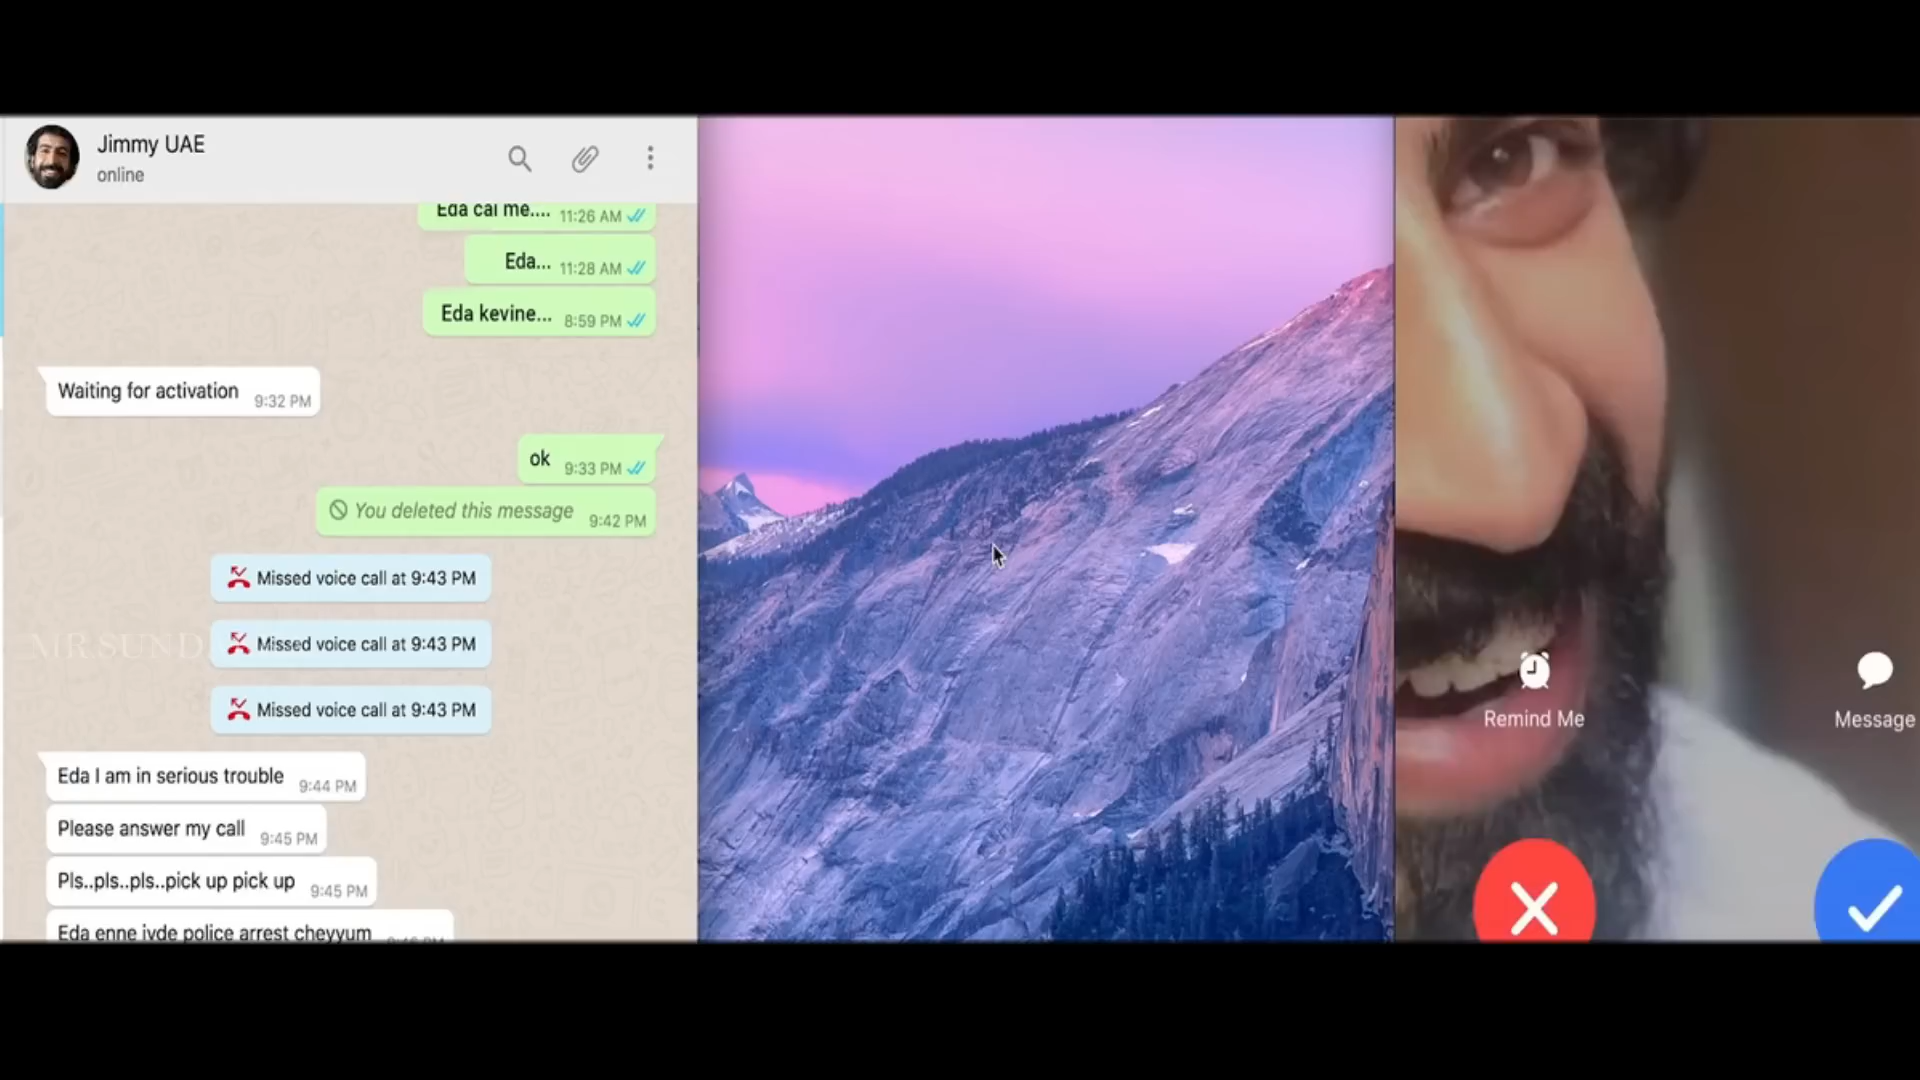 Jimmy UAE
online
Eda cal me.... 11:26 AM
Eda... 11:28 AM
Eda kevine... 8:59 PM
Waiting for activation 9:32 PM
ok 9:33 PM
You deleted this message 9:42 PM
Missed voice call at 9:43 PM
Missed voice call at 9:43 PM
MR.SUND
Missed voice call at 9:43 PM
Eda I am in serious trouble 9:44 PM
Please answer my call 9:45 PM
Pls..pls..pls..pick up pick up 9:45 PM
Eda enne ivde police arrest cheyyum
Remind Me
Message